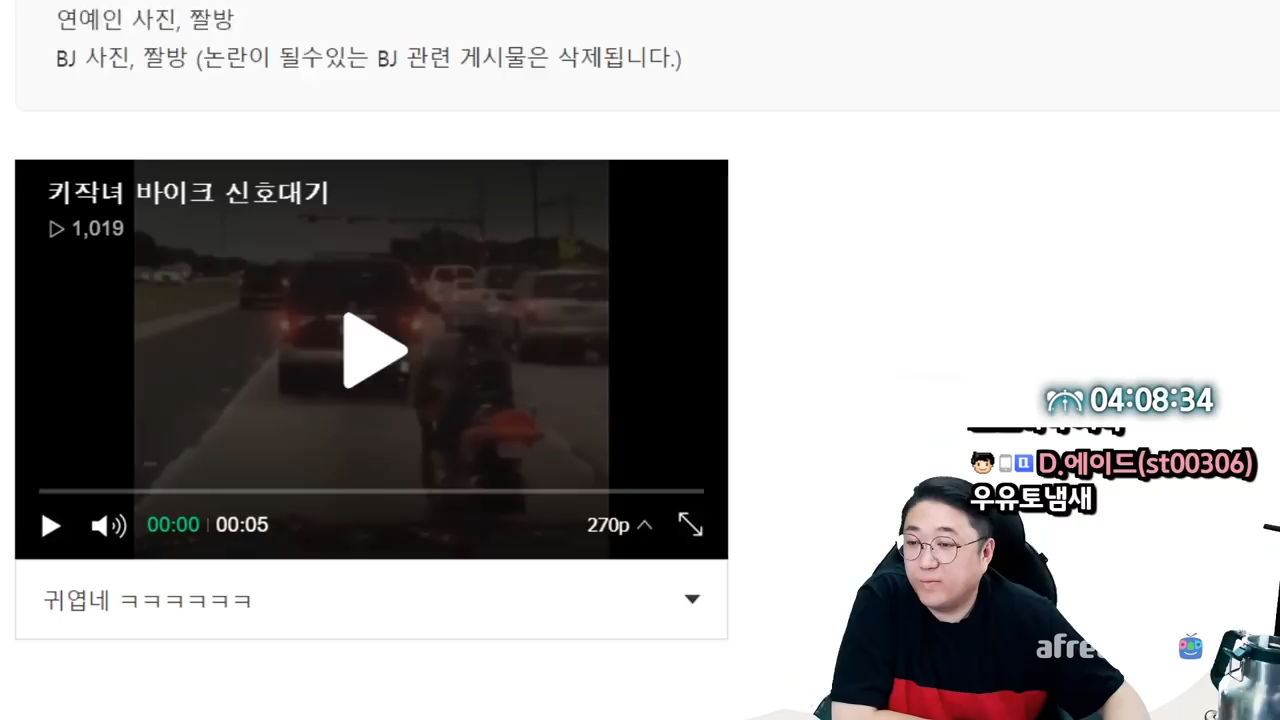 연예인 사진, 짤방
BJ 사진, 짤방 (논란이 될수있는 BJ 관련 게시물은 삭제됩니다.)
키작녀 바이크 신호대기
1,019
04:08:34
D.에이드(st00306)
우유토냄새
00:00 00:05
270p
귀엽네 ㅋㅋㅋㅋㅋㅋ